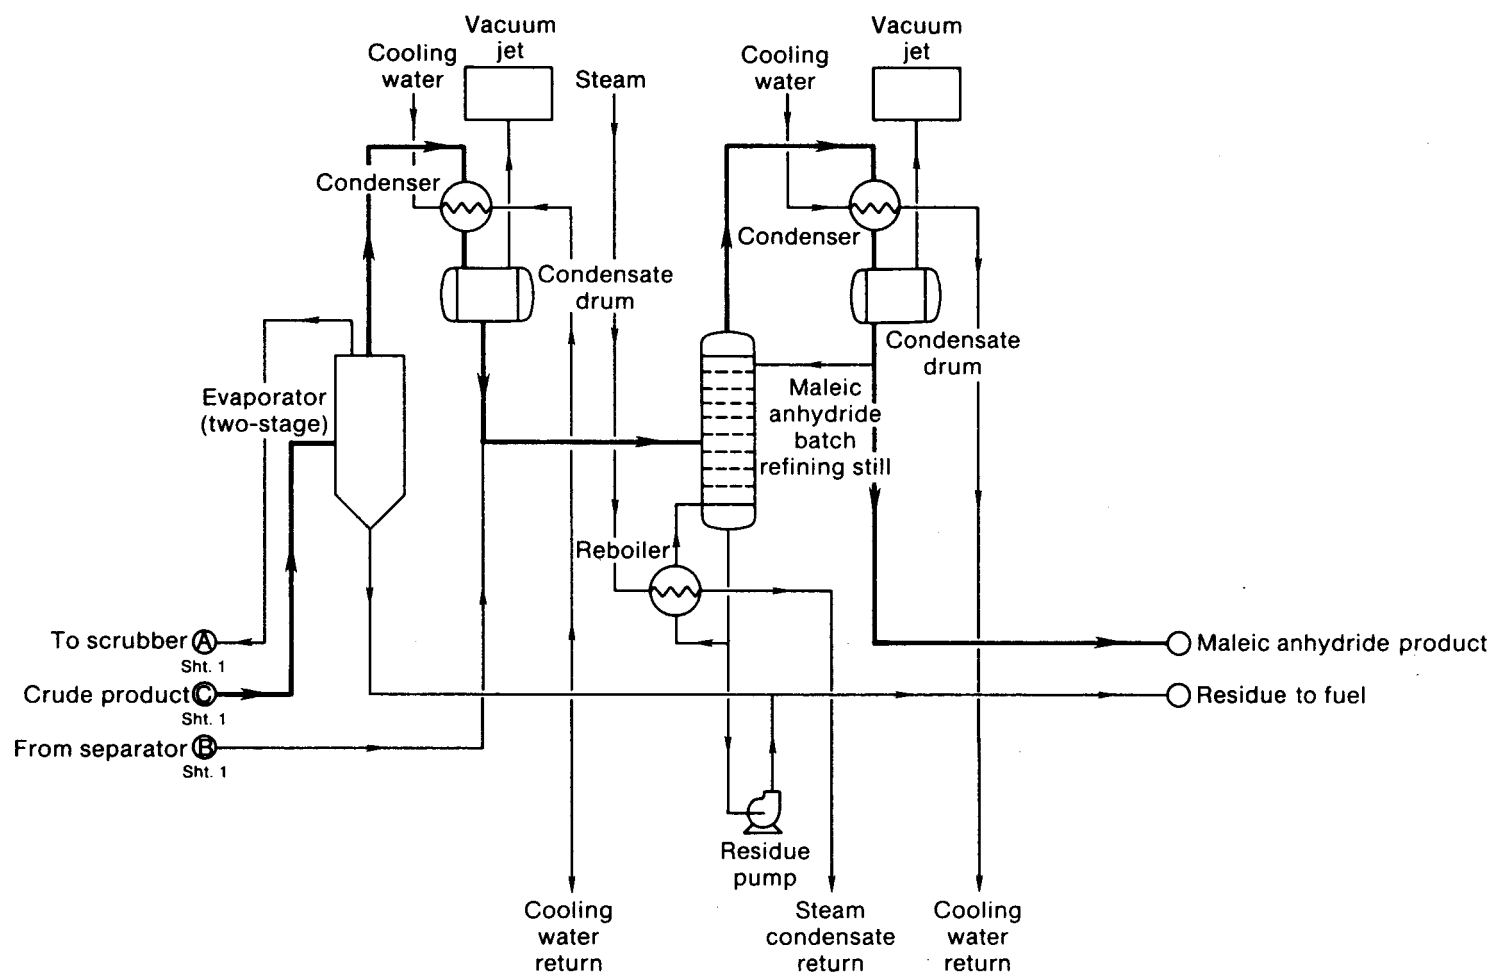 Vacuum
jet
Cooling
water
Steam
Cooling
water
Vacuum
jet
Condenser
Condenser
Condensate
drum
Condensate
drum
Evaporator
(two-stage)
Maleic
anhydride
batch
refining still
Reboiler
To scrubber A
Sht. 1
Crude product C
Sht. 1
From separator B
Sht. 1
Maleic anhydride product
Residue to fuel
Residue
pump
Cooling
water
return
Steam
condensate
return
Cooling
water
return